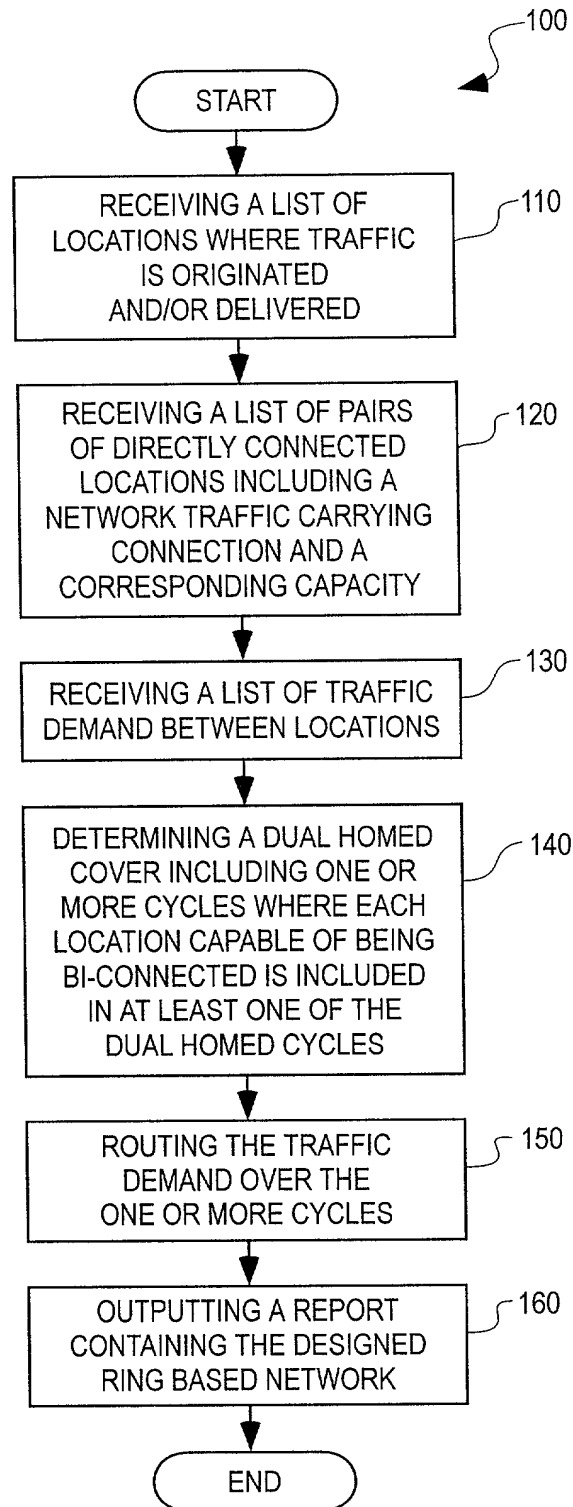 100
START
RECEIVING A LIST OF
LOCATIONS WHERE TRAFFIC
IS ORIGINATED
AND/OR DELIVERED
110
RECEIVING A LIST OF PAIRS
OF DIRECTLY CONNECTED
LOCATIONS INCLUDING A
NETWORK TRAFFIC CARRYING
CONNECTION AND A
CORRESPONDING CAPACITY
120
RECEIVING A LIST OF TRAFFIC
DEMAND BETWEEN LOCATIONS
130
DETERMINING A DUAL HOMED
COVER INCLUDING ONE OR
MORE CYCLES WHERE EACH
LOCATION CAPABLE OF BEING
BI-CONNECTED IS INCLUDED
IN AT LEAST ONE OF THE
DUAL HOMED CYCLES
140
ROUTING THE TRAFFIC
DEMAND OVER THE
ONE OR MORE CYCLES
150
OUTPUTTING A REPORT
CONTAINING THE DESIGNED
RING BASED NETWORK
160
END